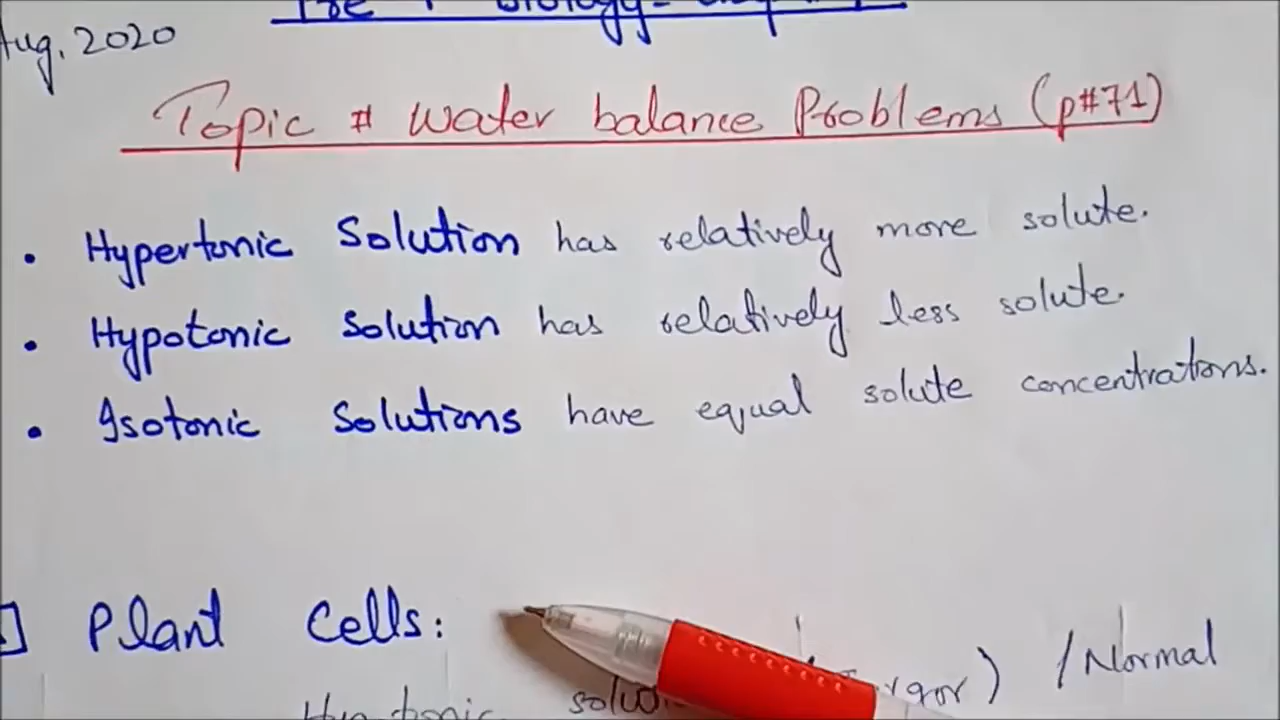 Aug, 2020
Topic # Water balance Problems (p#71)
• Hypertonic Solution has relatively more solute.
• Hypotonic Solution has relatively less solute.
• Isotonic Solutions have equal solute concentrations.
Plant Cells:
/Normal